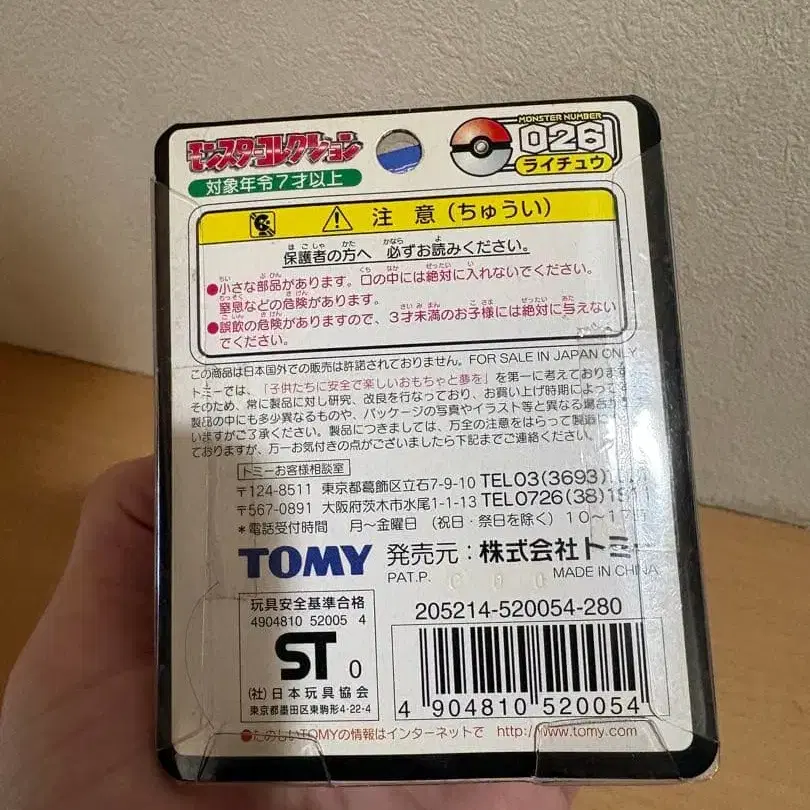 モンスターコレクション
対象年令7才以上
MONSTER NUMBER
026
ライチュウ
注 意 (ちゅうい)
保護者の方へ 必ずお読みください。
●小さな部品があります。口の中には絶対に入れないでください。
窒息などの危険があります。
●誤飲の危険がありますので、3才未満のお子様には絶対に与えない
でください。
この商品は日本国外での販売は許諾されておりません。FOR SALE IN JAPAN ONLY
トミーでは、「子供たちに安全で楽しいおもちゃと夢を」を第一に考えております
そのため、常に製品に対し研究、改良を行なっており、お買い上げ時期によって
製品の中にも多少異なるものや、パッケージの写真やイラスト等と異なる場合が
いますがご了承ください。製品につきましては、万全の注意をはらって製造
ておりますが、万一お気付きの点がございましたら下記までご連絡ください。
トミーお客様相談室
〒124-8511 東京都葛飾区立石7-9-10 TEL03(3693)
〒567-0891 大阪府茨木市水尾1-1-13 TEL0726(38)
*電話受付時間 月〜金曜日 (祝日・祭日を除く) 10〜17
TOMY 発売元:株式会社トミー
PAT.P. MADE IN CHINA
玩具安全基準合格
4904810 52005 4
ST 0
(社)日本玩具協会
東京都墨田区東駒形4-22-4
205214-520054-280
4 904810 520054
●たのしいTOMYの情報はインターネットで http://www.tomy.com